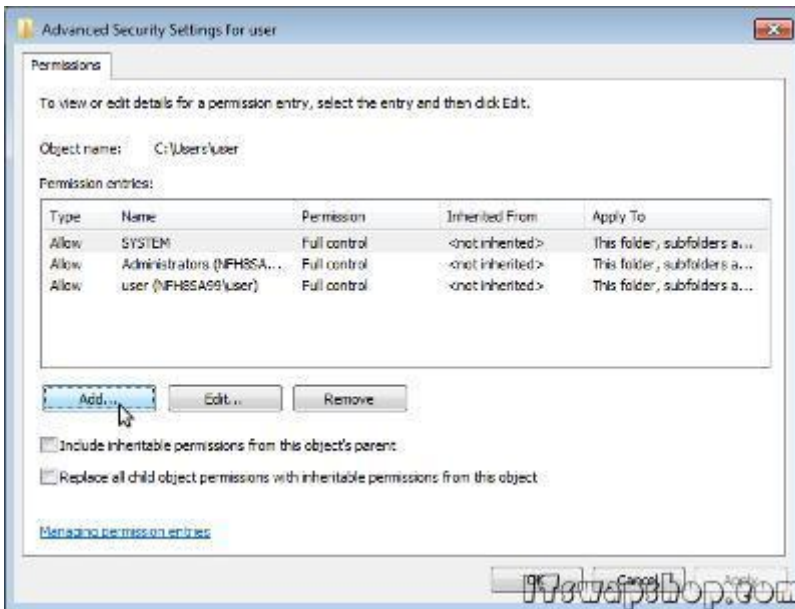 Advanced Security Settings for user
Permissions
To view or edit details for a permission entry, select the entry and then click Edit.
Object name: C:\Users\user
Permission entries:
Type Name Permission Inherited From Apply To
Allow SYSTEM Full control <not inherited> This folder, subfolders a...
Allow Administrators (NFH8SA... Full control <not inherited> This folder, subfolders a...
Allow user (NFH8SA99\user) Full control <not inherited> This folder, subfolders a...
Add... Edit... Remove
Include inheritable permissions from this object's parent
Replace all child object permissions with inheritable permissions from this object
Managing permission entries
OK Cancel Apply
ITswapshop.com